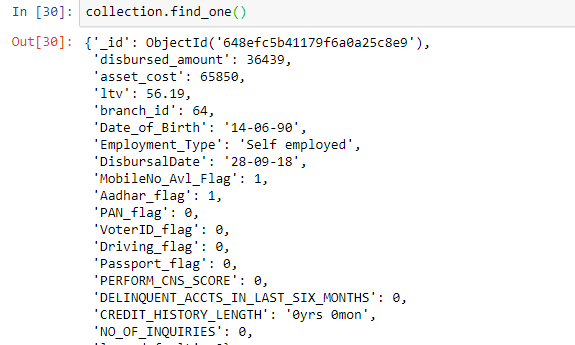 In [30]: collection.find_one()
Out[30]: {'_id': ObjectId('648efc5b41179f6a0a25c8e9'),
'disbursed_amount': 36439,
'asset_cost': 65850,
'ltv': 56.19,
'branch_id': 64,
'Date_of_Birth': '14-06-90',
'Employment_Type': 'Self employed',
'DisbursalDate': '28-09-18',
'MobileNo_Avl_Flag': 1,
'Aadhar_flag': 1,
'PAN_flag': 0,
'VoterID_flag': 0,
'Driving_flag': 0,
'Passport_flag': 0,
'PERFORM_CNS_SCORE': 0,
'DELINQUENT_ACCTS_IN_LAST_SIX_MONTHS': 0,
'CREDIT_HISTORY_LENGTH': '0yrs 0mon',
'NO_OF_INQUIRIES': 0,